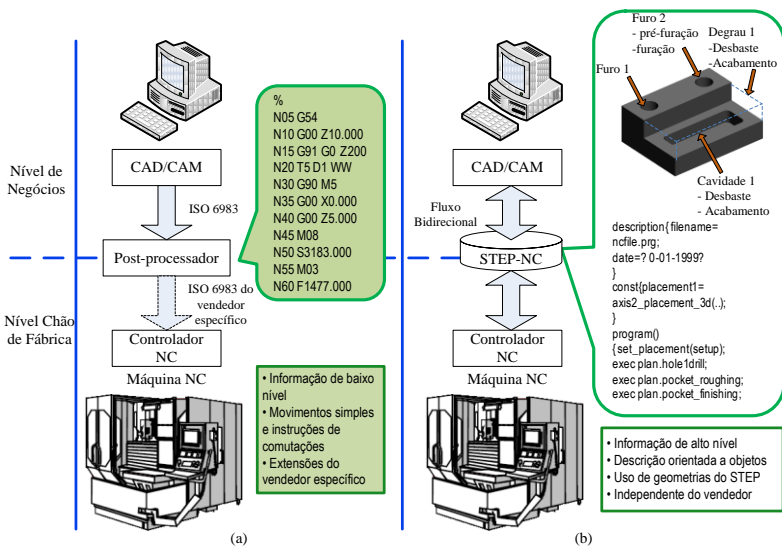 Nível de
Negócios
Nível Chão
de Fábrica
CAD/CAM
ISO 6983
Post-processador
ISO 6983 do
vendedor
específico
Controlador
NC
Máquina NC
%
N05 G54
N10 G00 Z10.000
N15 G91 G0 Z200
N20 T5 D1 WW
N30 G90 M5
N35 G00 X0.000
N40 G00 Z5.000
N45 M08
N50 S3183.000
N55 M03
N60 F1477.000
• Informação de baixo
nível
• Movimentos simples
e instruções de
comutações
• Extensões do
vendedor específico
(a)
CAD/CAM
Fluxo
Bidirecional
STEP-NC
Controlador
NC
Máquina NC
Furo 2
- pré-furação
-furação
Degrau 1
-Desbaste
-Acabamento
Furo 1
Cavidade 1
- Desbaste
- Acabamento
description{ filename=
ncfile.prg;
date=? 0-01-1999?
}
const{placement1=
axis2_placement_3d(..);
}
program()
{ set_placement(setup);
exec plan.hole1drill;
exec plan.pocket_roughing;
exec plan.pocket_finishing;
• Informação de alto nível
• Descrição orientada a objetos
• Uso de geometrias do STEP
• Independente do vendedor
(b)